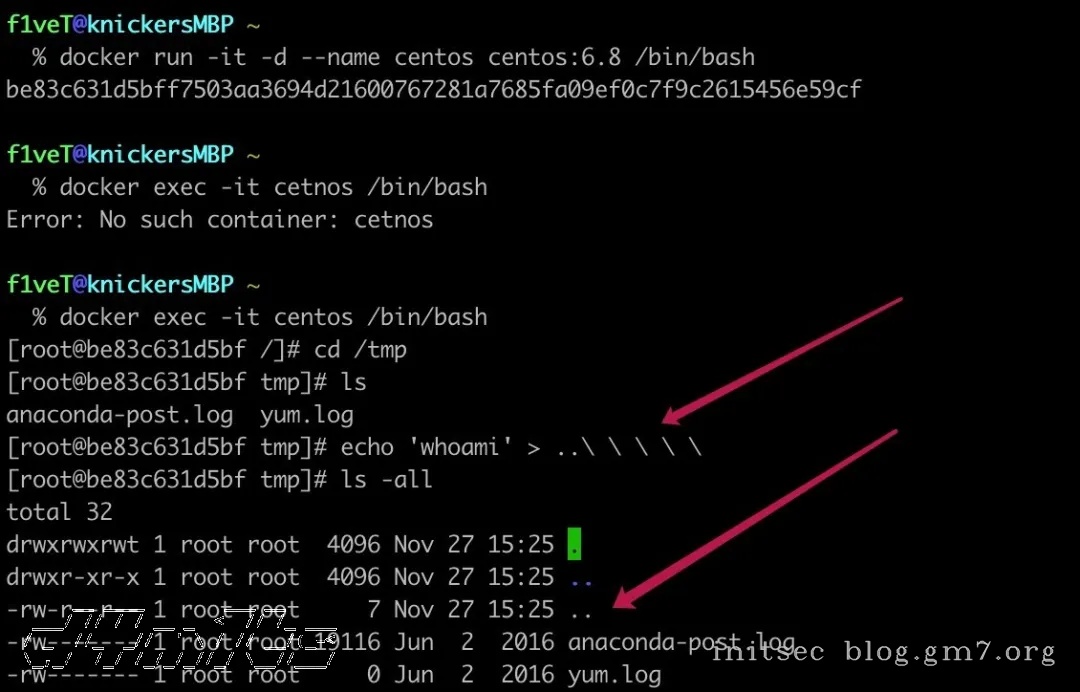 f1veT@knickersMBP ~
% docker run -it -d --name centos centos:6.8 /bin/bash
be83c631d5bff7503aa3694d21600767281a7685fa09ef0c7f9c2615456e59cf
f1veT@knickersMBP ~
% docker exec -it cetnos /bin/bash
Error: No such container: cetnos
f1veT@knickersMBP ~
% docker exec -it centos /bin/bash
[root@be83c631d5bf /]# cd /tmp
[root@be83c631d5bf tmp]# ls
anaconda-post.log  yum.log
[root@be83c631d5bf tmp]# echo 'whoami' > ..\ \ \ \ \
[root@be83c631d5bf tmp]# ls -all
total 32
drwxrwxrwt 1 root root  4096 Nov 27 15:25 .
drwxr-xr-x 1 root root  4096 Nov 27 15:25 ..
-rw-r--r-- 1 root root     7 Nov 27 15:25 ..
-rw------- 1 root root 19116 Jun  2  2016 anaconda-post.log
-rw------- 1 root root     0 Jun  2  2016 yum.log
initsec blog.gm7.org